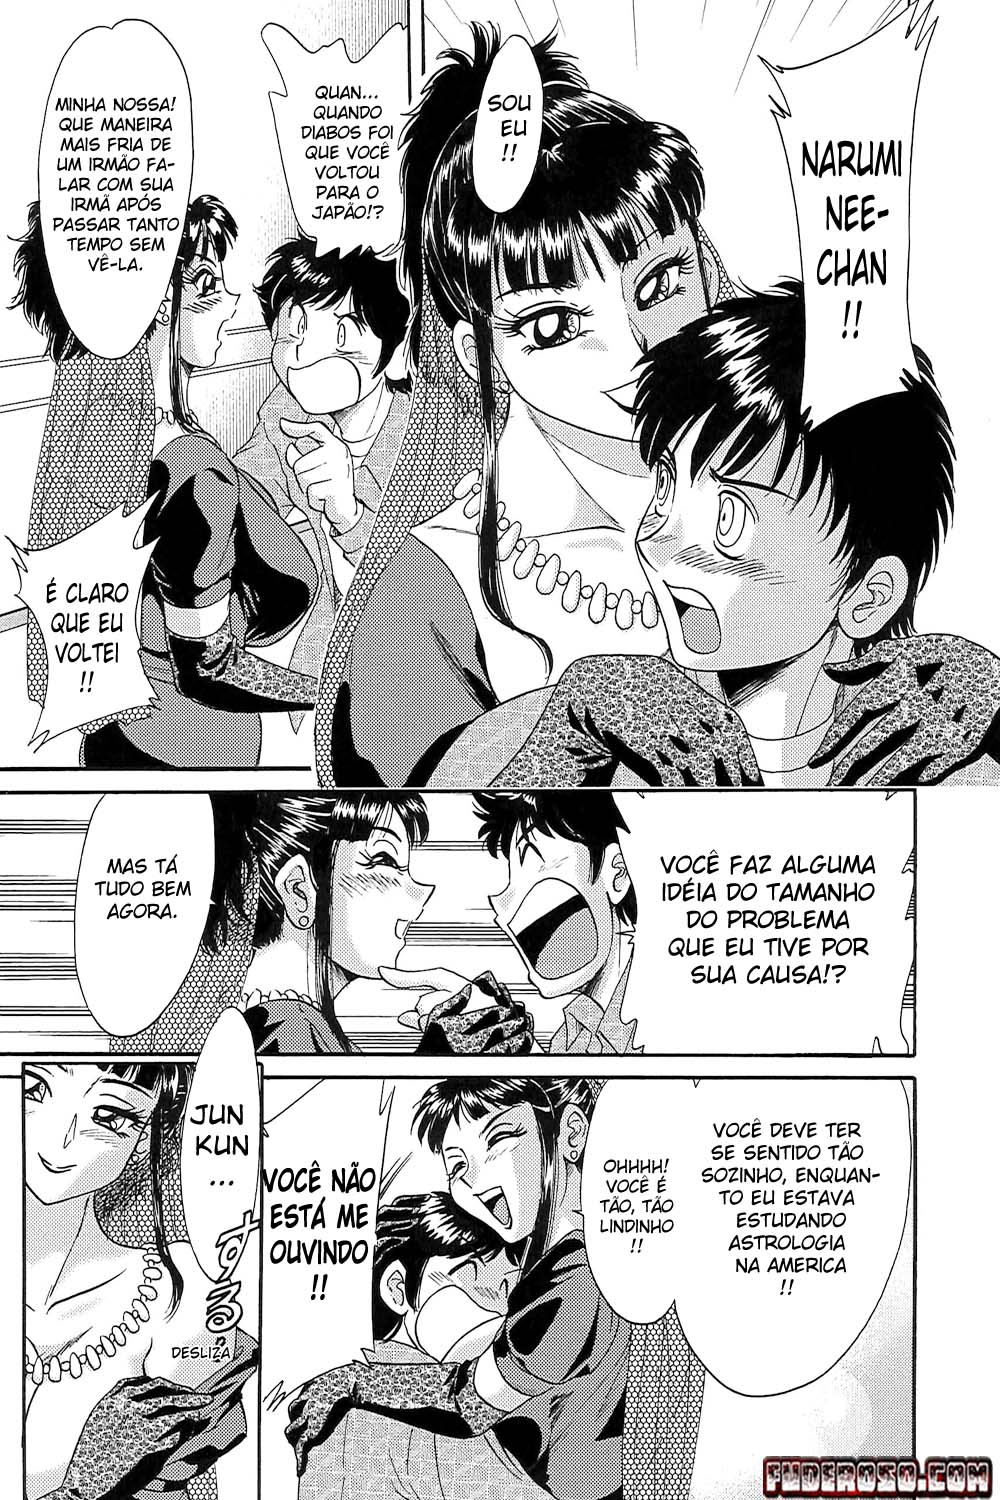 NARUMI
NEE-
CHAN
!!
SOU
EU
!!
QUAN...
QUANDO
DIABOS FOI
QUE VOCÊ
VOLTOU
PARA O
JAPÃO!?
MINHA NOSSA!
QUE MANEIRA
MAIS FRIA DE
UM IRMÃO FA-
LAR COM SUA
IRMÃ APÓS
PASSAR TANTO
TEMPO SEM
VÊ-LA.
É CLARO
QUE EU
VOLTEI
!!
VOCÊ FAZ ALGUMA
IDÉIA DO TAMANHO
DO PROBLEMA
QUE EU TIVE POR
SUA CAUSA!?
MAS TÁ
TUDO BEM
AGORA.
VOCÊ DEVE TER
SE SENTIDO TÃO
SOZINHO, ENQUAN-
TO EU ESTAVA
ESTUDANDO
ASTROLOGIA
NA AMERICA
!!
OHHHH!
VOCÊ É
TÃO, TÃO
LINDINHO
!!
VOCÊ NÃO
ESTÁ ME
OUVINDO
!!
JUN
KUN
...
する
DESLIZA
FUDEROSO.COM